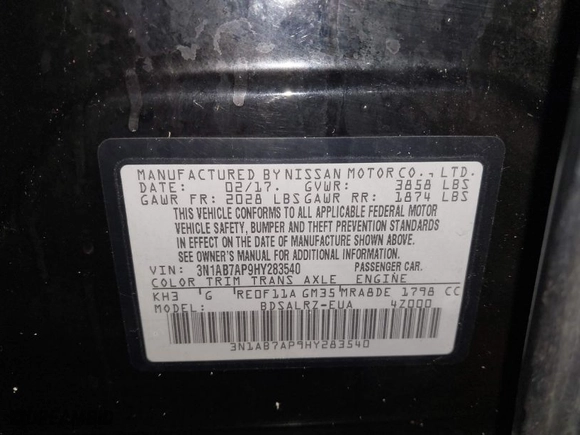 MANUFACTURED BY NISSAN MOTOR CO., LTD.
DATE: 02/17. GVWR: 3858 LBS
GAWR FR: 2028 LBS GAWR RR: 1874 LBS
THIS VEHICLE CONFORMS TO ALL APPLICABLE FEDERAL MOTOR
VEHICLE SAFETY, BUMPER AND THEFT PREVENTION STANDARDS
IN EFFECT ON THE DATE OF MANUFACTURE SHOWN ABOVE.
SEE OWNER'S MANUAL FOR ADDITIONAL INFORMATION.
VIN: 3N1AB7AP9HY283540 PASSENGER CAR.
COLOR TRIM TRANS AXLE ENGINE
KH3 G RE0F11A GM35 MRA8DE 1798 CC
MODEL: BDSALRZ-EUA 4Z000
3N1AB7AP9HY283540